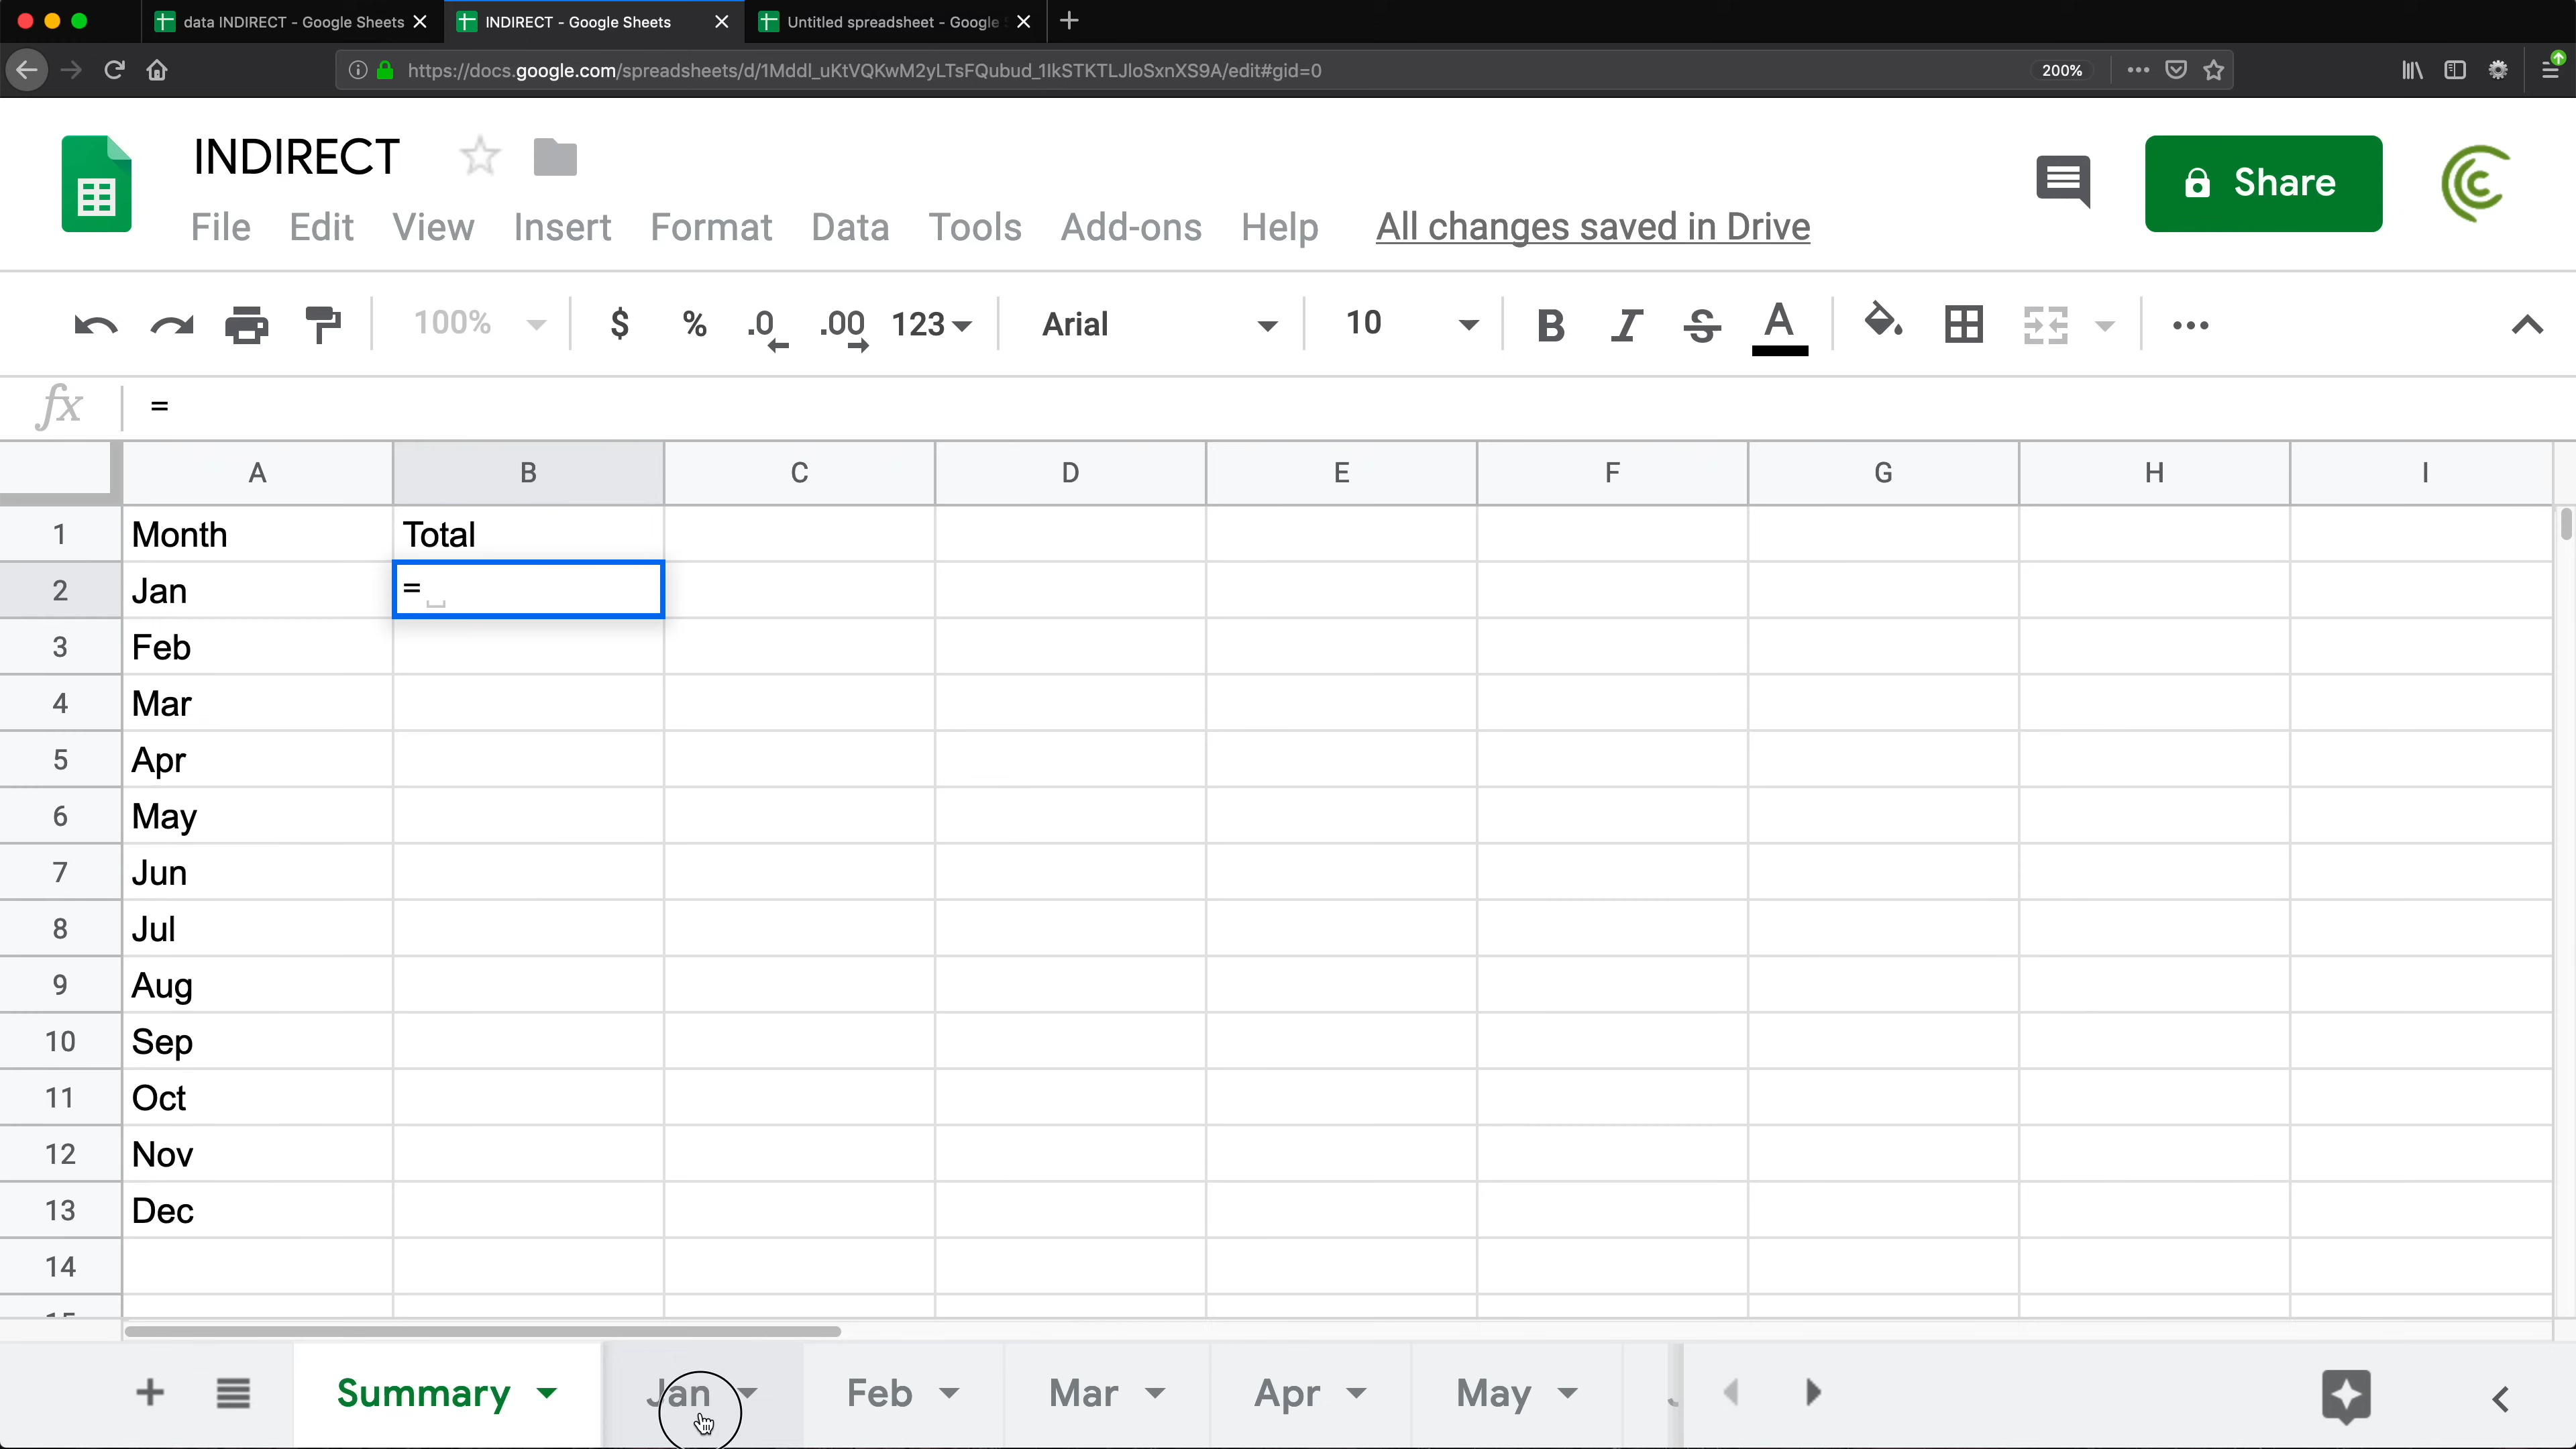 data INDIRECT - Google Sheets
INDIRECT - Google Sheets
Untitled spreadsheet - Google
https://docs.google.com/spreadsheets/d/1Mddl_uKtVQKwM2yLTsFQubud_1lkSTKTLJloSxnXS9A/edit#gid=0
200%
INDIRECT
Share
File Edit View Insert Format Data Tools Add-ons Help All changes saved in Drive
100% $ % .0 .00 123 Arial 10 B I S A
fx =
A B C D E F G H I
1 Month Total
2 Jan =
3 Feb
4 Mar
5 Apr
6 May
7 Jun
8 Jul
9 Aug
10 Sep
11 Oct
12 Nov
13 Dec
14
Summary Jan Feb Mar Apr May